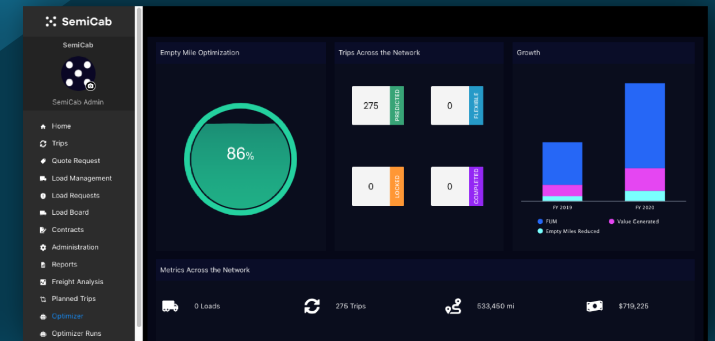 SemiCab
SemiCab
SemiCab Admin
Home
Trips
Quote Request
Load Management
Load Requests
Load Board
Contracts
Administration
Reports
Freight Analysis
Planned Trips
Optimizer
Optimizer Runs
Empty Mile Optimization
86%
Trips Across the Network
275 PREDICTED
0 FLEXIBLE
0 LOCKED
0 COMPLETED
Growth
FY 2019 FY 2020
FUM Value Generated
Empty Miles Reduced
Metrics Across the Network
0 Loads 275 Trips 533,450 mi $719,225